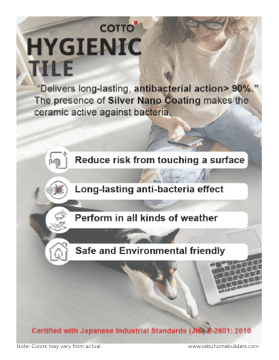 COTTO
HYGIENIC
TILE
"Delivers long-lasting, antibacterial action> 90%."
The presence of Silver Nano Coating makes the
ceramic active against bacteria.
Reduce risk from touching a surface
Long-lasting anti-bacteria effect
Perform in all kinds of weather
Safe and Environmental friendly
Certified with Japanese Industrial Standards (JIS) Z-2801: 2010
Note: Colors may vary from actual.
www.cebuhomebuilders.com